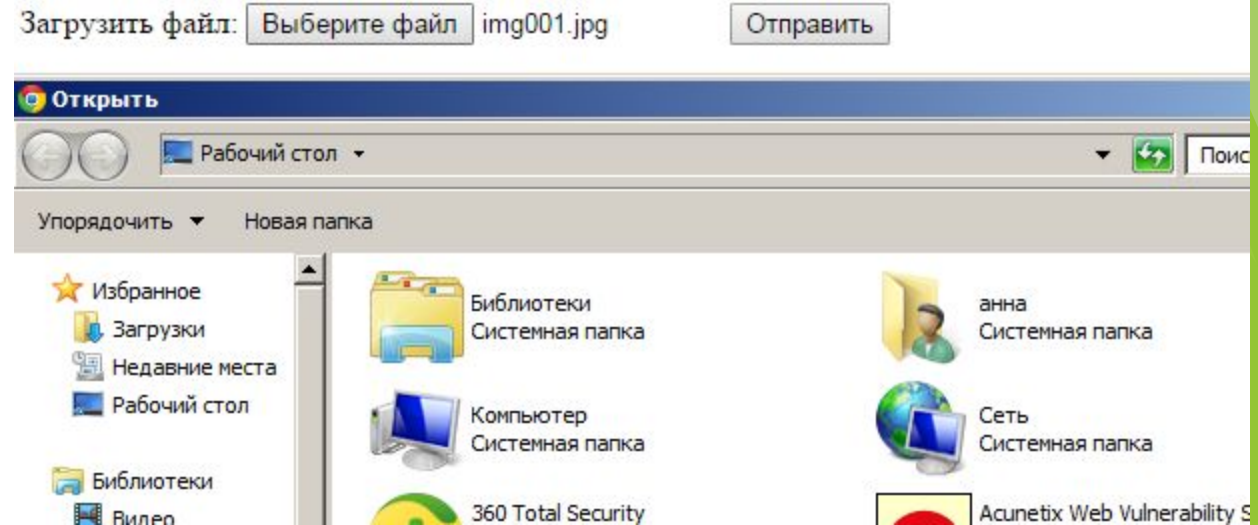 Загрузить файл: Выберите файл img001.jpg Отправить
Открыть
Рабочий стол
Упорядочить Новая папка
Избранное
Загрузки
Недавние места
Рабочий стол
Библиотеки
Видео
Библиотеки
Системная папка
анна
Системная папка
Компьютер
Системная папка
Сеть
Системная папка
360 Total Security
Acunetix Web Vulnerability